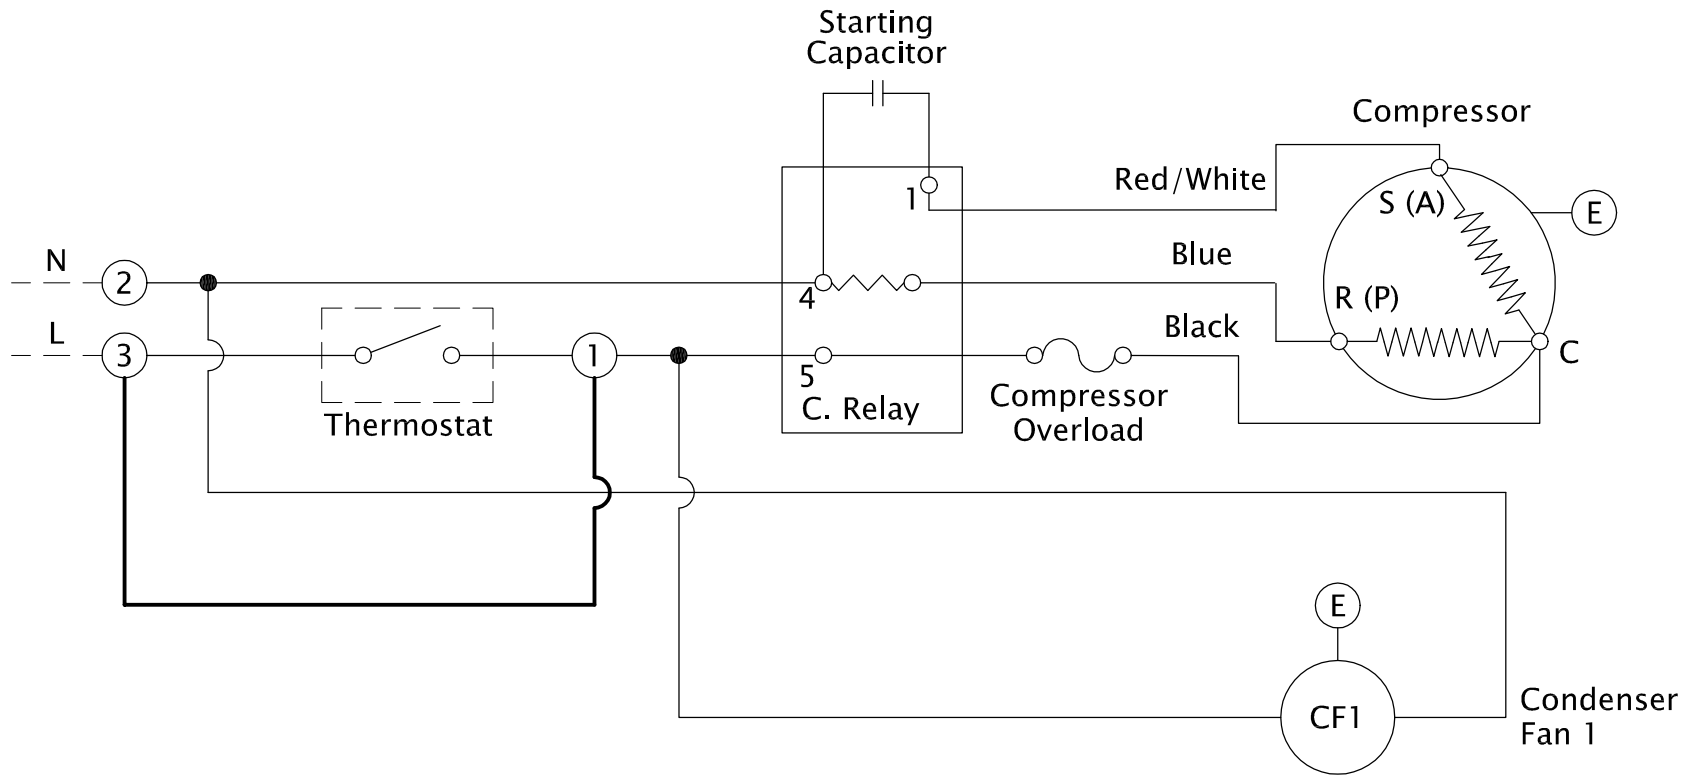 Starting
Capacitor
Compressor
Red/White
1
S (A)
E
N
2
4
Blue
R (P)
L
3
Thermostat
1
5
C. Relay
Black
Compressor
Overload
C
E
CF1
Condenser
Fan 1